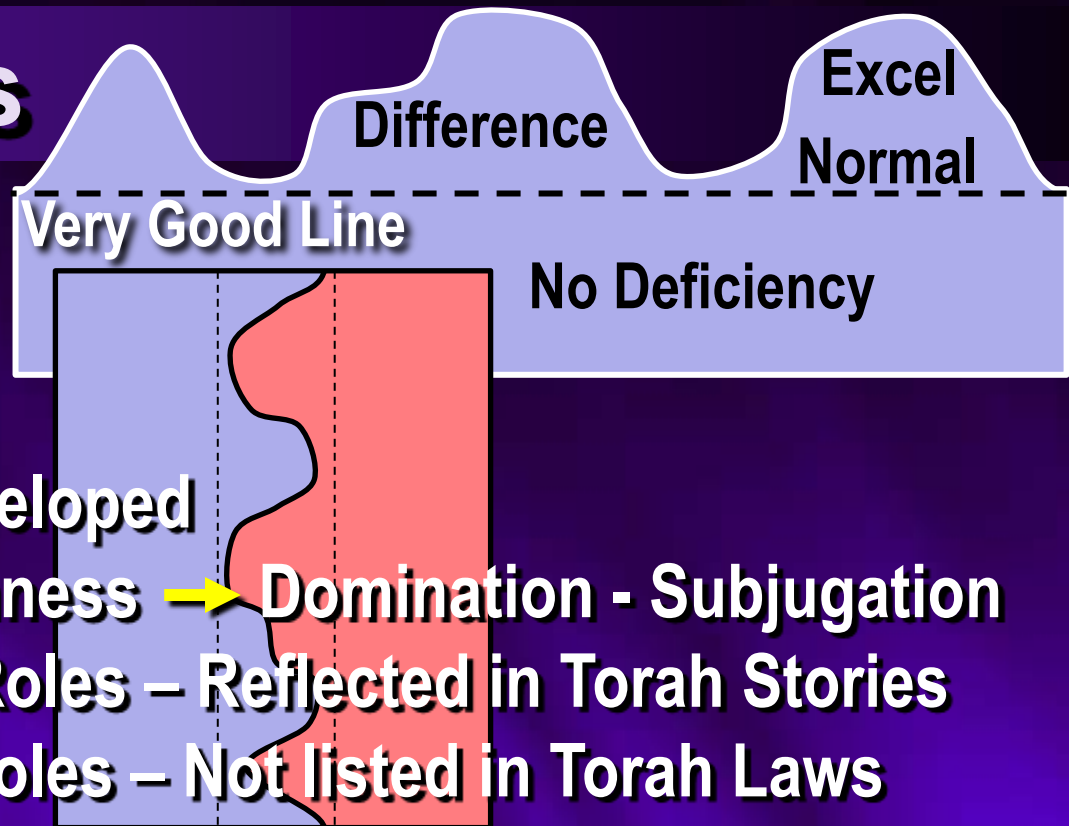 s
Excel
Difference
Normal
Very Good Line
No Deficiency
eloped
ness Domination - Subjugation
Roles – Reflected in Torah Stories
oles – Not listed in Torah Laws